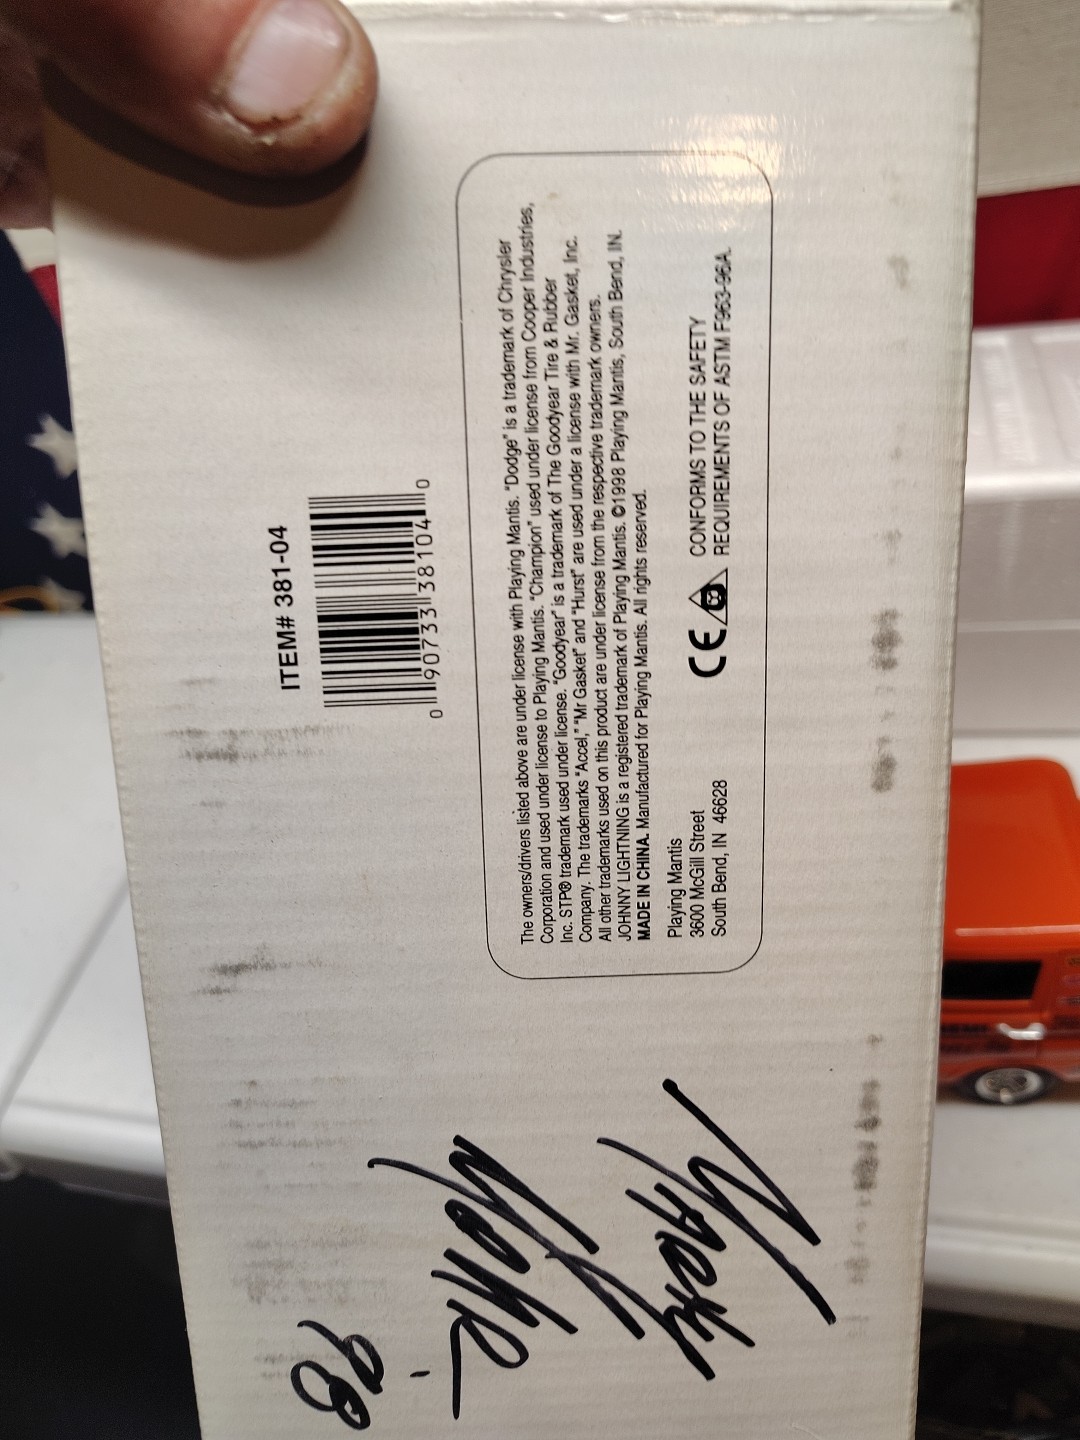 ITEM# 381-04
0 90733 38104 0
The owners/drivers listed above are under license with Playing Mantis. "Dodge" is a trademark of Chrysler
Corporation and used under license to Playing Mantis. "Champion" used under license from Cooper Industries,
Inc. STP® trademark used under license. "Goodyear" is a trademark of The Goodyear Tire & Rubber
Company. The trademarks "Accel," "Mr Gasket" and "Hurst" are used under a license with Mr. Gasket, Inc.
All other trademarks used on this product are under license from the respective trademark owners.
JOHNNY LIGHTNING is a registered trademark of Playing Mantis. ©1998 Playing Mantis, South Bend, IN.
MADE IN CHINA. Manufactured for Playing Mantis. All rights reserved.
Playing Mantis
3600 McGill Street
South Bend, IN 46628
CE
CONFORMS TO THE SAFETY
REQUIREMENTS OF ASTM F963-96A.
98